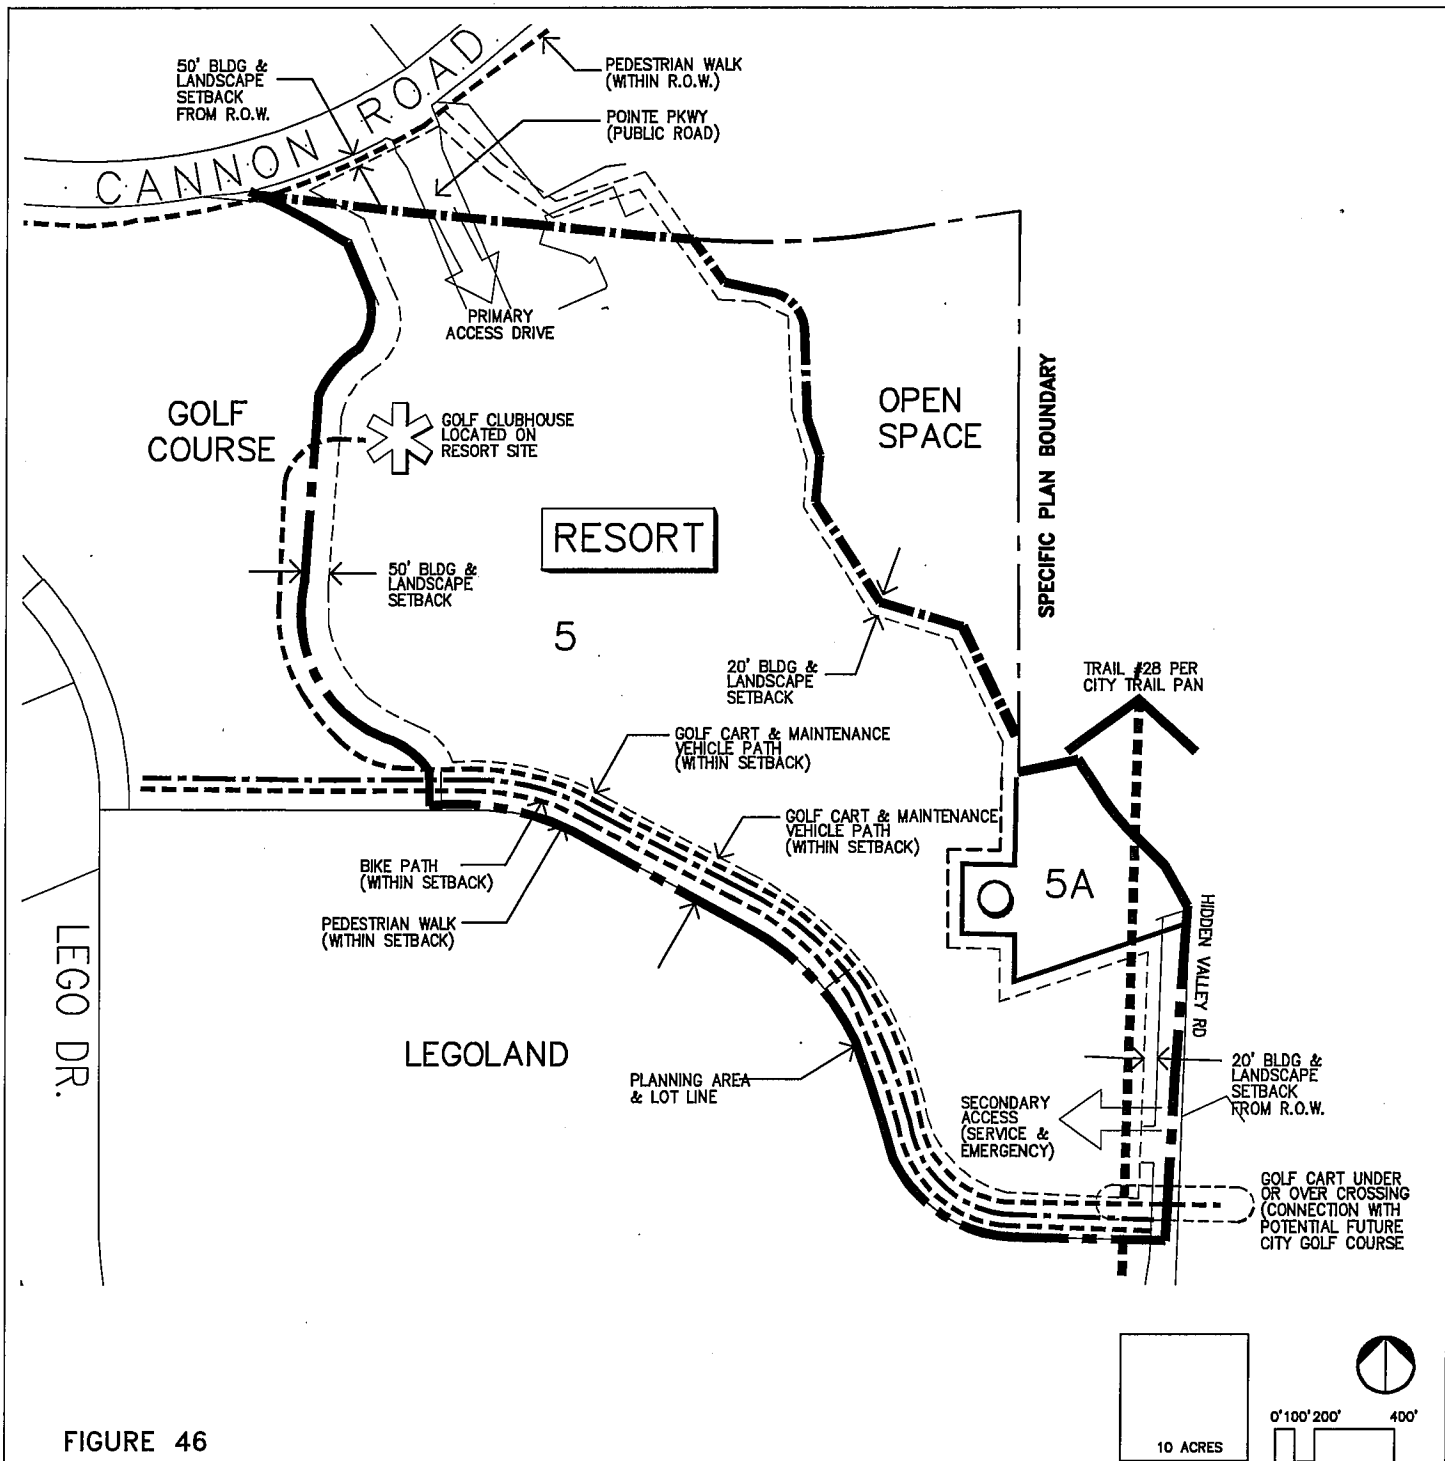 50' BLDG &
LANDSCAPE
SETBACK
FROM R.O.W.
CANNON ROAD
PEDESTRIAN WALK
(WITHIN R.O.W.)
POINTE PKWY
(PUBLIC ROAD)
PRIMARY
ACCESS DRIVE
GOLF
COURSE
GOLF CLUBHOUSE
LOCATED ON
RESORT SITE
OPEN
SPACE
SPECIFIC PLAN BOUNDARY
RESORT
50' BLDG &
LANDSCAPE
SETBACK
5
20' BLDG &
LANDSCAPE
SETBACK
TRAIL #28 PER
CITY TRAIL PAN
GOLF CART & MAINTENANCE
VEHICLE PATH
(WITHIN SETBACK)
GOLF CART & MAINTENANCE
VEHICLE PATH
(WITHIN SETBACK)
BIKE PATH
(WITHIN SETBACK)
PEDESTRIAN WALK
(WITHIN SETBACK)
5A
HIDDEN VALLEY RD
LEGO DR.
LEGOLAND
PLANNING AREA
& LOT LINE
SECONDARY
ACCESS
(SERVICE &
EMERGENCY)
20' BLDG &
LANDSCAPE
SETBACK
FROM R.O.W.
GOLF CART UNDER
OR OVER CROSSING
(CONNECTION WITH
POTENTIAL FUTURE
CITY GOLF COURSE
FIGURE 46
10 ACRES
0' 100' 200' 400'